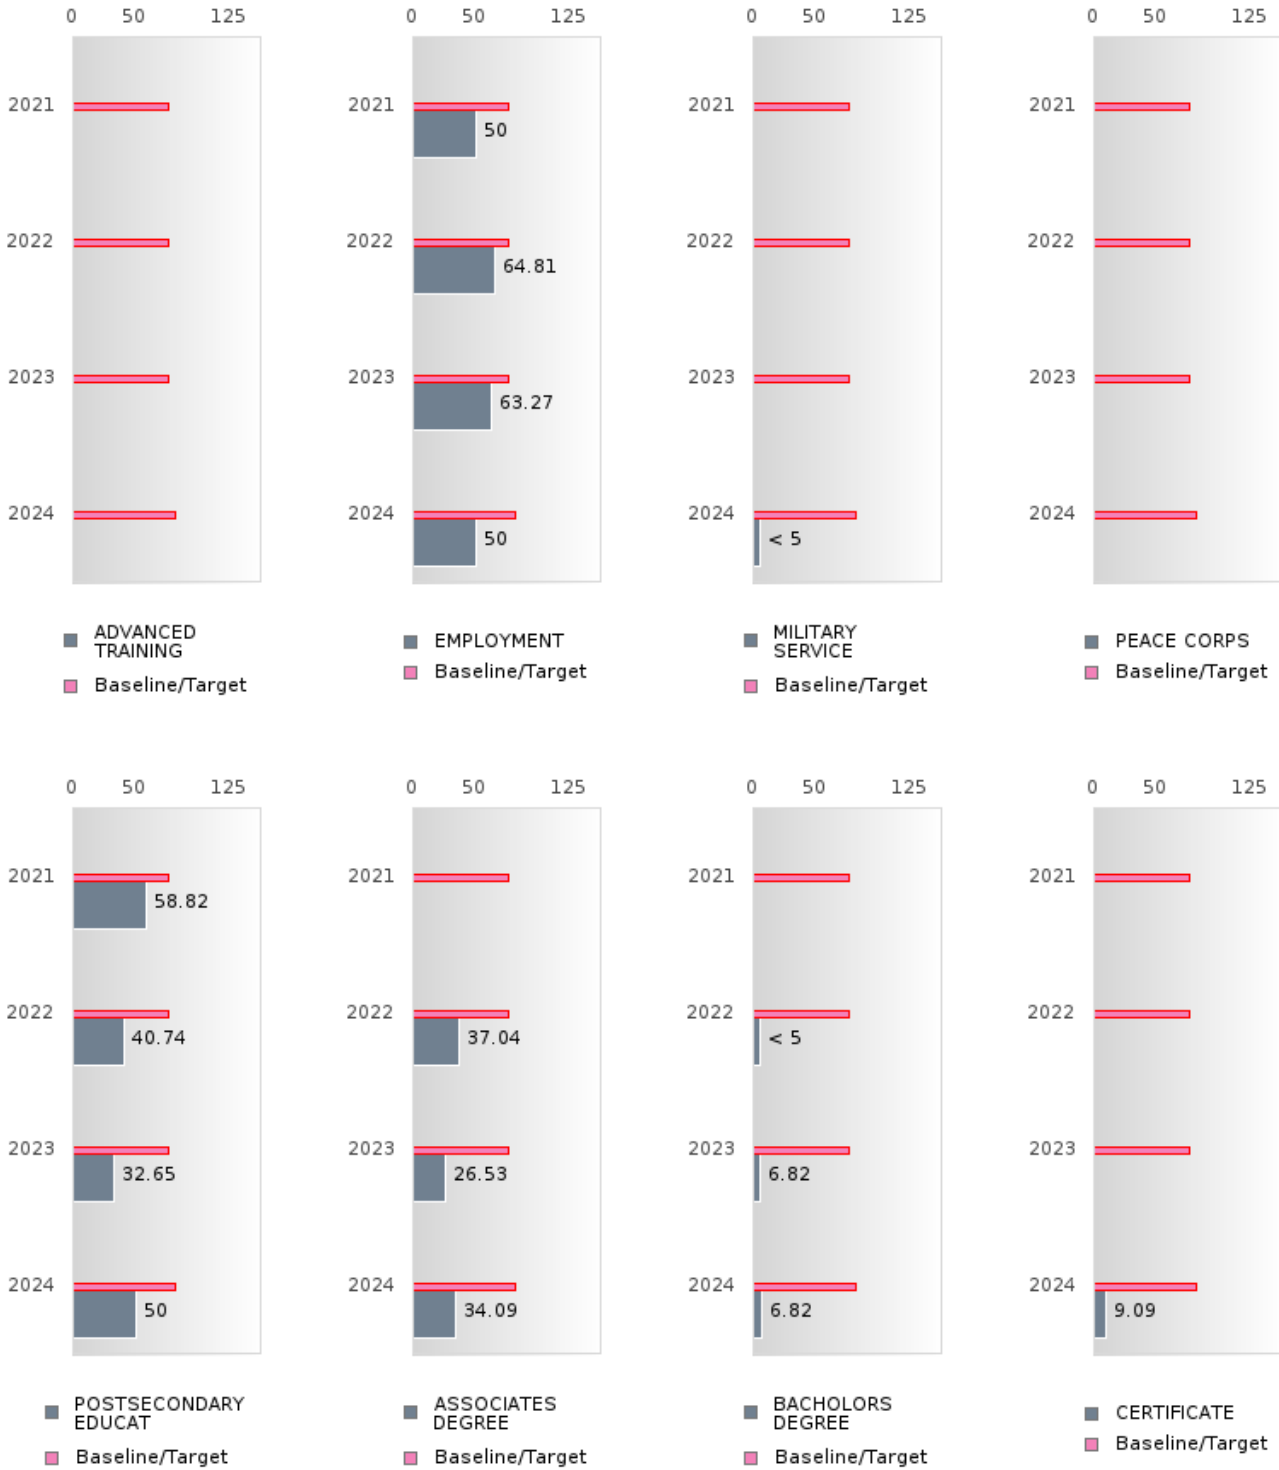 0 50 125
2021
2022
2023
2024
ADVANCED
TRAINING
Baseline/Target
0 50 125
2021
50
2022
64.81
2023
63.27
2024
50
EMPLOYMENT
Baseline/Target
0 50 125
2021
2022
2023
2024
< 5
MILITARY
SERVICE
Baseline/Target
0 50 125
2021
2022
2023
2024
PEACE CORPS
Baseline/Target
0 50 125
2021
58.82
2022
40.74
2023
32.65
2024
50
POSTSECONDARY
EDUCAT
Baseline/Target
0 50 125
2021
2022
37.04
2023
26.53
2024
34.09
ASSOCIATES
DEGREE
Baseline/Target
0 50 125
2021
2022
< 5
2023
6.82
2024
6.82
BACHOLORS
DEGREE
Baseline/Target
0 50 125
2021
2022
2023
2024
9.09
CERTIFICATE
Baseline/Target